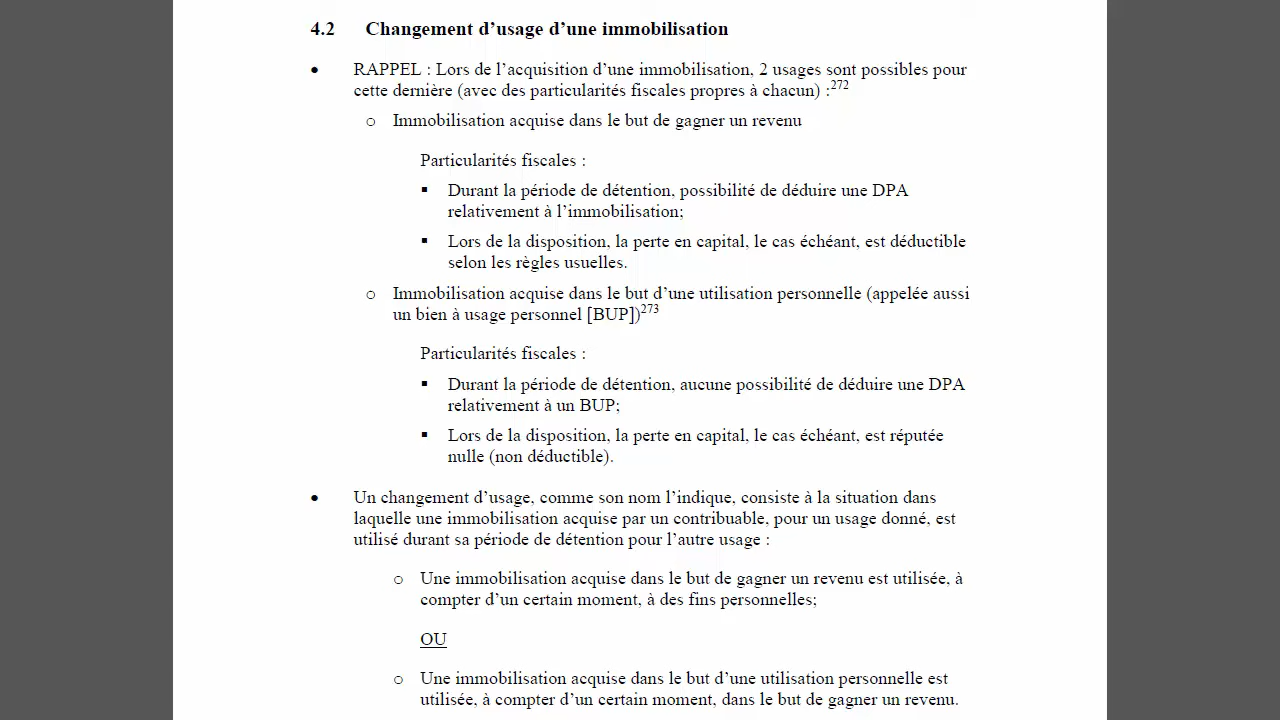 4.2 Changement d'usage d'une immobilisation
• RAPPEL : Lors de l'acquisition d'une immobilisation, 2 usages sont possibles pour
cette dernière (avec des particularités fiscales propres à chacun) :272
o Immobilisation acquise dans le but de gagner un revenu
Particularités fiscales :
▪ Durant la période de détention, possibilité de déduire une DPA
relativement à l'immobilisation;
▪ Lors de la disposition, la perte en capital, le cas échéant, est déductible
selon les règles usuelles.
o Immobilisation acquise dans le but d'une utilisation personnelle (appelée aussi
un bien à usage personnel [BUP])273
Particularités fiscales :
▪ Durant la période de détention, aucune possibilité de déduire une DPA
relativement à un BUP;
▪ Lors de la disposition, la perte en capital, le cas échéant, est réputée
nulle (non déductible).
• Un changement d'usage, comme son nom l'indique, consiste à la situation dans
laquelle une immobilisation acquise par un contribuable, pour un usage donné, est
utilisé durant sa période de détention pour l'autre usage :
o Une immobilisation acquise dans le but de gagner un revenu est utilisée, à
compter d'un certain moment, à des fins personnelles;
OU
o Une immobilisation acquise dans le but d'une utilisation personnelle est
utilisée, à compter d'un certain moment, dans le but de gagner un revenu.